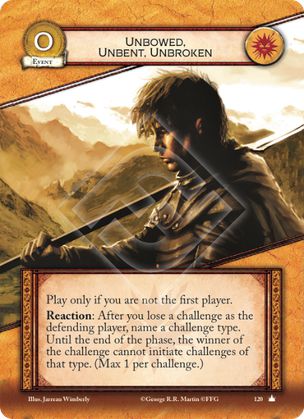 0
EVENT
UNBOWED,
UNBENT, UNBROKEN
Play only if you are not the first player.
Reaction: After you lose a challenge as the
defending player, name a challenge type.
Until the end of the phase, the winner of
the challenge cannot initiate challenges of
that type. (Max 1 per challenge.)
Illus. Jarreau Wimberly
©George R.R. Martin ©FFG
120